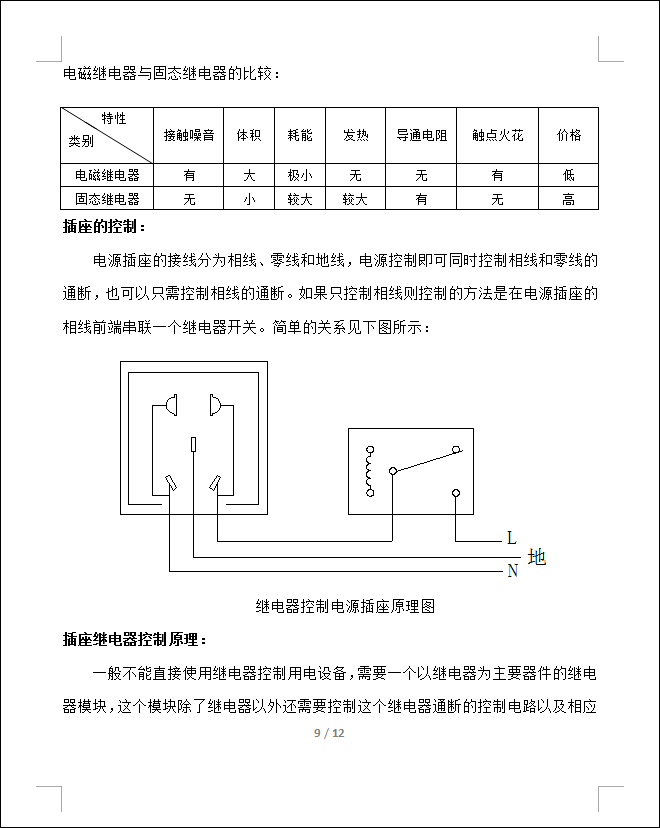 电磁继电器与固态继电器的比较：
特性
类别 接触噪音 体积 耗能 发热 导通电阻 触点火花 价格
电磁继电器 有 大 极小 无 无 有 低
固态继电器 无 小 较大 较大 有 无 高
插座的控制：
电源插座的接线分为相线、零线和地线，电源控制即可同时控制相线和零线的
通断，也可以只需控制相线的通断。如果只控制相线则控制的方法是在电源插座的
相线前端串联一个继电器开关。简单的关系见下图所示：
L
地
N
继电器控制电源插座原理图
插座继电器控制原理：
一般不能直接使用继电器控制用电设备，需要一个以继电器为主要器件的继电
器模块，这个模块除了继电器以外还需要控制这个继电器通断的控制电路以及相应
9 / 12